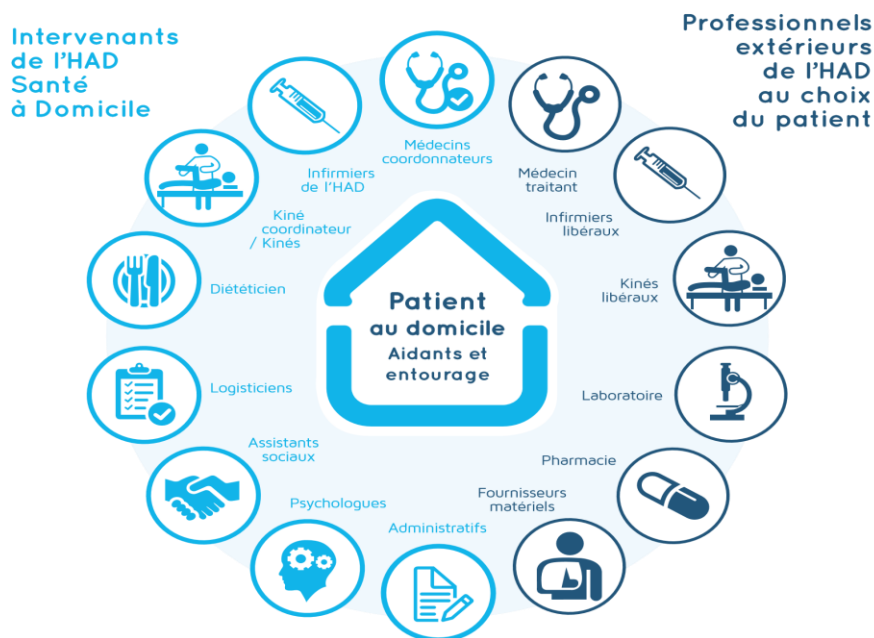 Intervenants
de l'HAD
Santé
à Domicile
Professionnels
extérieurs
de l'HAD
au choix
du patient
Médecins
coordonnateurs
Infirmiers
de l'HAD
Kiné
coordinateur
/ Kinés
Diététicien
Logisticiens
Assistants
sociaux
Psychologues
Administratifs
Médecin
traitant
Infirmiers
libéraux
Kinés
libéraux
Laboratoire
Pharmacie
Fournisseurs
matériels
Patient
au domicile
Aidants et
entourage